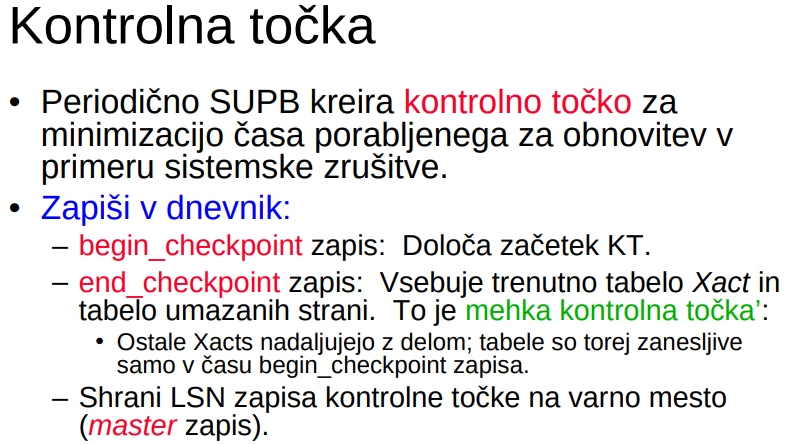 Kontrolna točka
• Periodično SUPB kreira kontrolno točko za
minimizacijo časa porabljenega za obnovitev v
primeru sistemske zrušitve.
• Zapiši v dnevnik:
– begin_checkpoint zapis: Določa začetek KT.
– end_checkpoint zapis: Vsebuje trenutno tabelo Xact in
tabelo umazanih strani. To je mehka kontrolna točka’:
• Ostale Xacts nadaljujejo z delom; tabele so torej zanesljive
samo v času begin_checkpoint zapisa.
– Shrani LSN zapisa kontrolne točke na varno mesto
(master zapis).